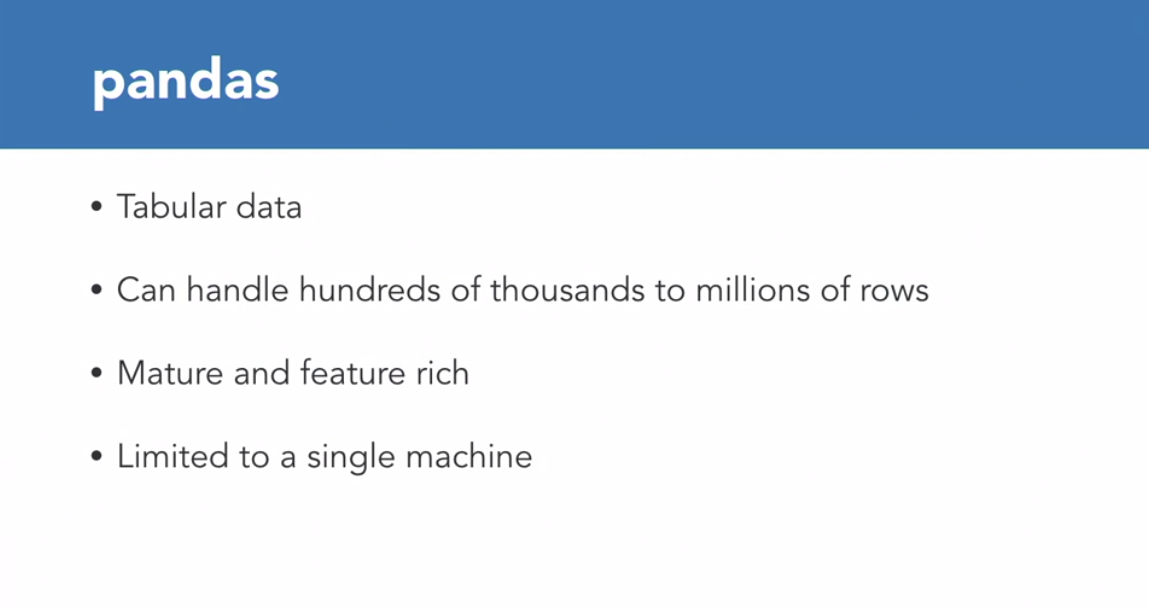 pandas
• Tabular data
• Can handle hundreds of thousands to millions of rows
• Mature and feature rich
• Limited to a single machine